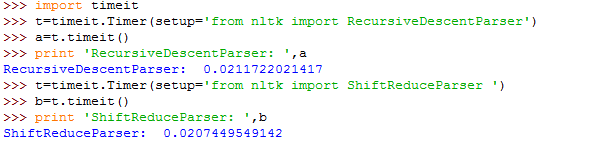 >>> import timeit
>>> t=timeit.Timer(setup='from nltk import RecursiveDescentParser')
>>> a=t.timeit()
>>> print 'RecursiveDescentParser: ',a
RecursiveDescentParser:  0.0211722021417
>>> t=timeit.Timer(setup='from nltk import ShiftReduceParser ')
>>> b=t.timeit()
>>> print 'ShiftReduceParser: ',b
ShiftReduceParser:  0.0207449549142